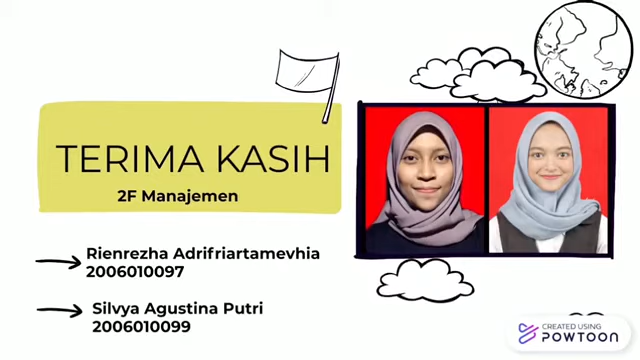 TERIMA KASIH
2F Manajemen
Rienrezha Adrifriartamevhia
2006010097
Silvya Agustina Putri
2006010099
CREATED USING
POWTOON